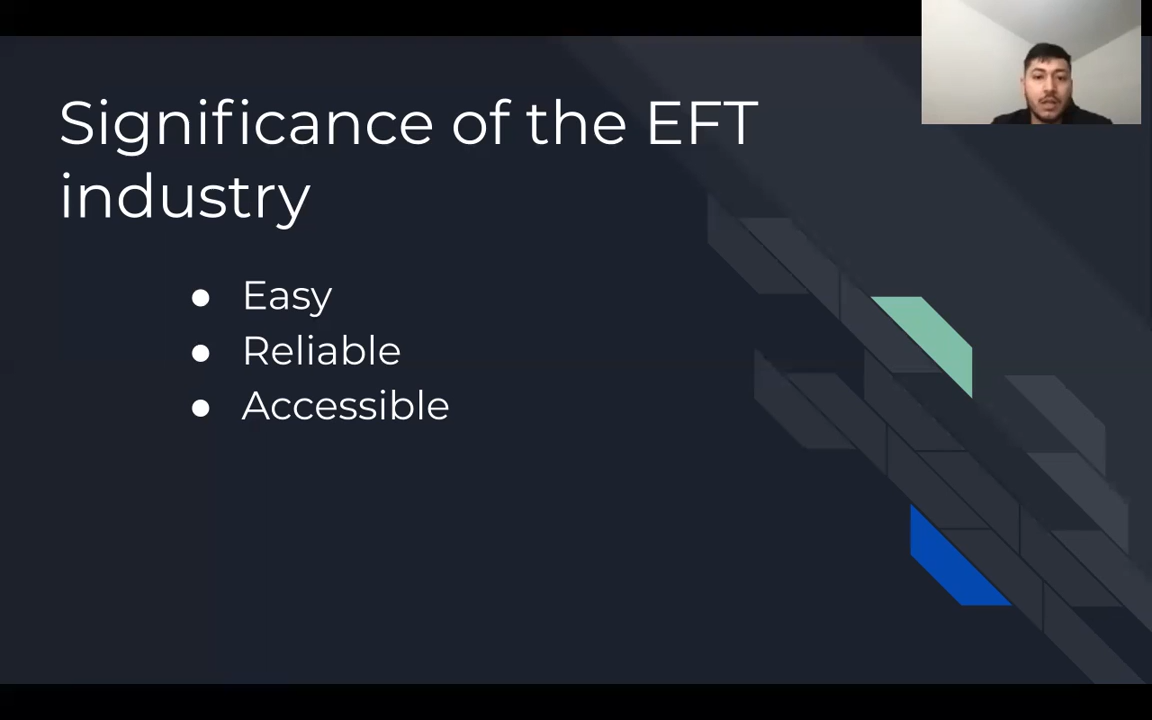 Significance of the EFT
industry
● Easy
● Reliable
● Accessible